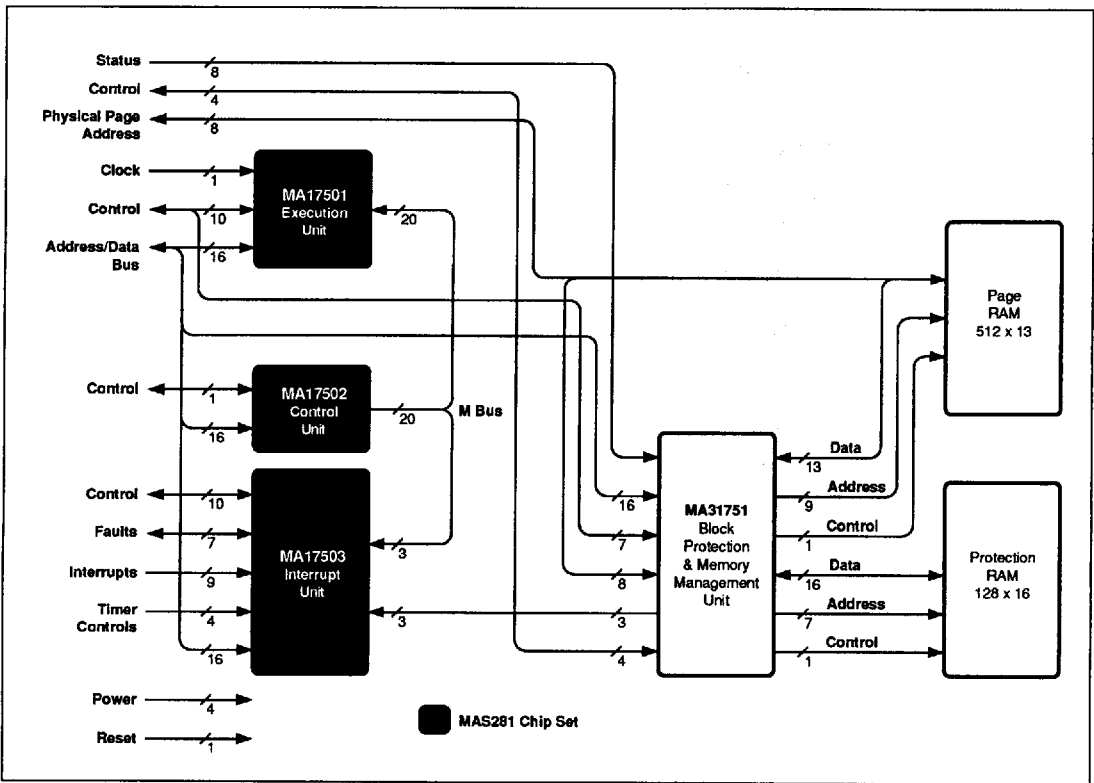 Status
8
Control
4
Physical Page
Address
8
Clock
1
MA17501
Execution
Unit
Control
10
20
Address/Data
Bus
16
Page
RAM
512 x 13
Control
1
MA17502
Control
Unit
20
M Bus
16
Data
13
16
Address
9
MA31751
Block
Protection
& Memory
Management
Unit
Control
10
Faults
7
MA17503
Interrupt
Unit
3
7
Control
1
Interrupts
9
8
Data
16
Protection
RAM
128 x 16
Timer
Controls
4
3
3
Address
7
16
4
Control
1
Power
4
MAS281 Chip Set
Reset
1